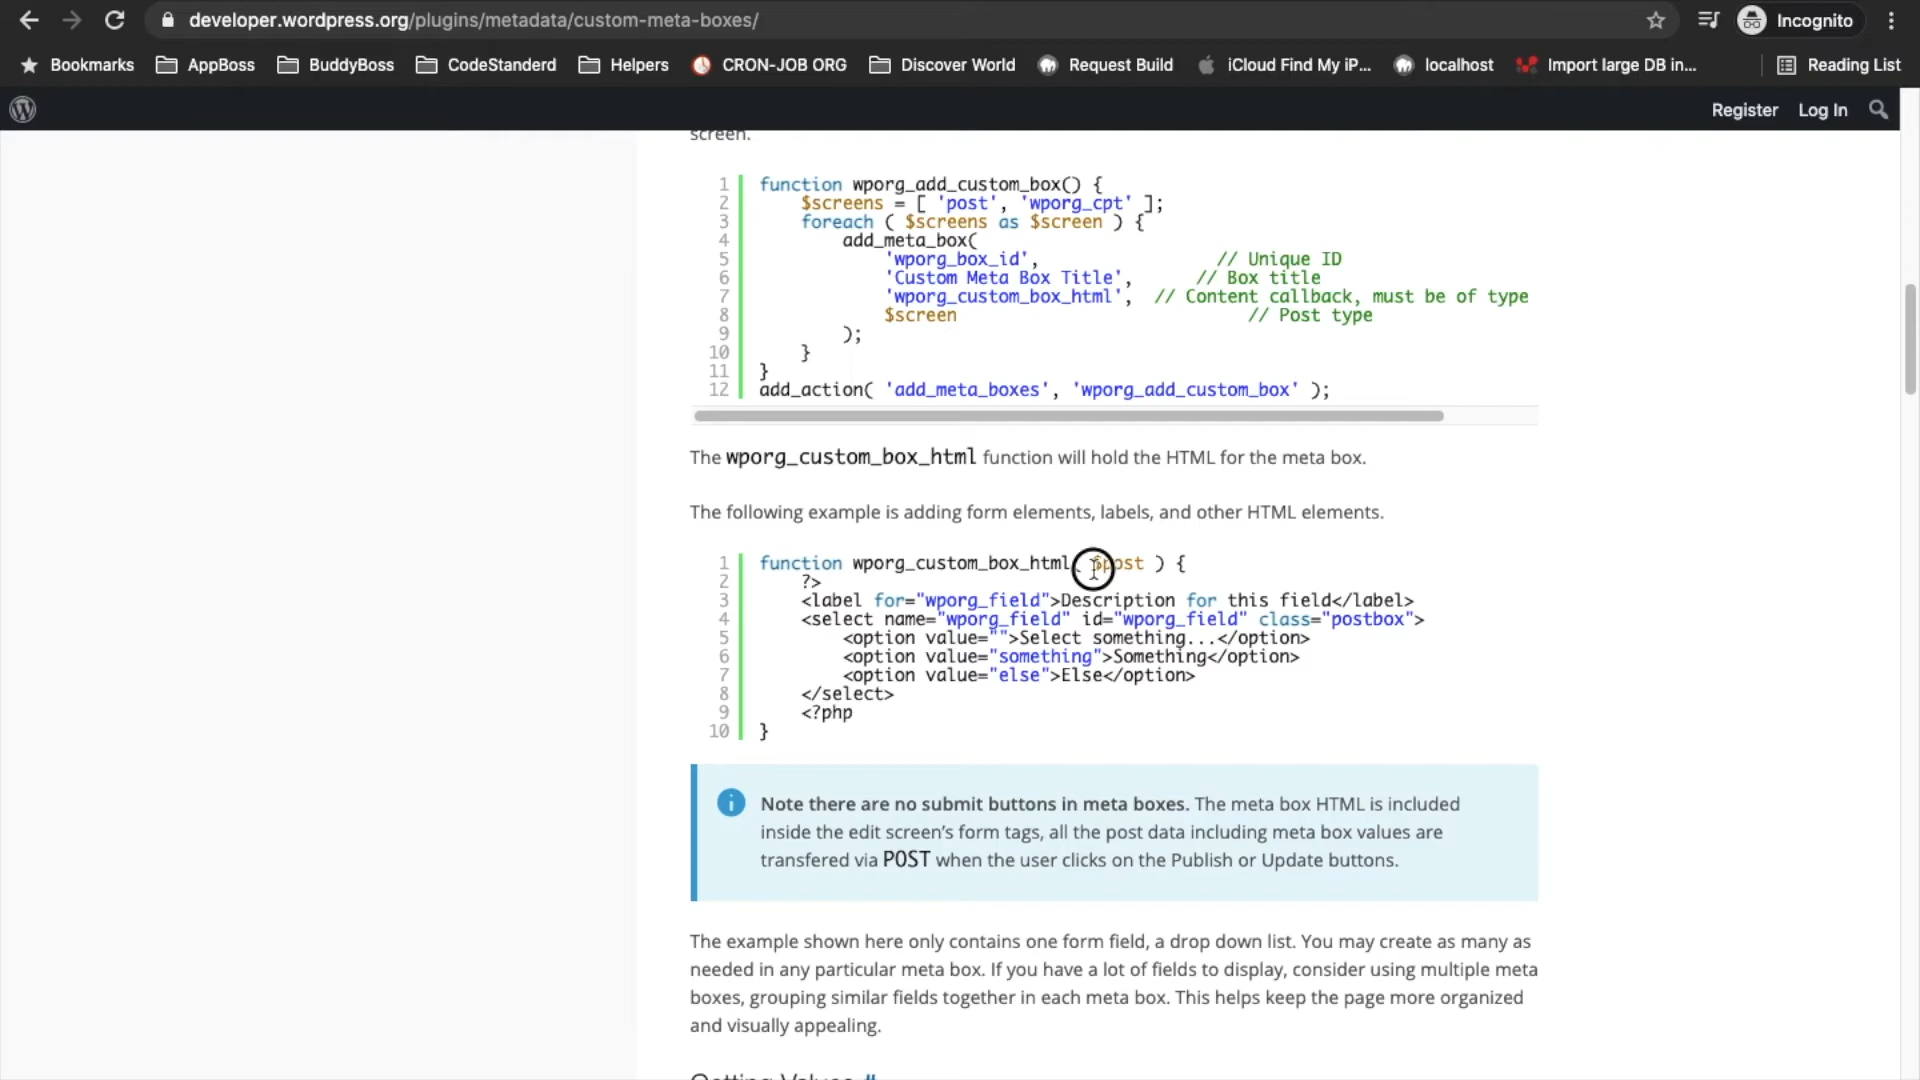 developer.wordpress.org/plugins/metadata/custom-meta-boxes/
Incognito
Bookmarks AppBoss BuddyBoss CodeStanderd Helpers CRON-JOB ORG Discover World Request Build iCloud Find My iP... localhost Import large DB in... Reading List
Register Log In
screen.
1 function wporg_add_custom_box() {
2 $screens = [ 'post', 'wporg_cpt' ];
3 foreach ( $screens as $screen ) {
4 add_meta_box(
5 'wporg_box_id', // Unique ID
6 'Custom Meta Box Title', // Box title
7 'wporg_custom_box_html', // Content callback, must be of type
8 $screen // Post type
9 );
10 }
11 }
12 add_action( 'add_meta_boxes', 'wporg_add_custom_box' );
The wporg_custom_box_html function will hold the HTML for the meta box.
The following example is adding form elements, labels, and other HTML elements.
1 function wporg_custom_box_html( $post ) {
2 ?>
3 <label for="wporg_field">Description for this field</label>
4 <select name="wporg_field" id="wporg_field" class="postbox">
5 <option value="">Select something...</option>
6 <option value="something">Something</option>
7 <option value="else">Else</option>
8 </select>
9 <?php
10 }
Note there are no submit buttons in meta boxes. The meta box HTML is included
inside the edit screen's form tags, all the post data including meta box values are
transfered via POST when the user clicks on the Publish or Update buttons.
The example shown here only contains one form field, a drop down list. You may create as many as
needed in any particular meta box. If you have a lot of fields to display, consider using multiple meta
boxes, grouping similar fields together in each meta box. This helps keep the page more organized
and visually appealing.
Getting Values #